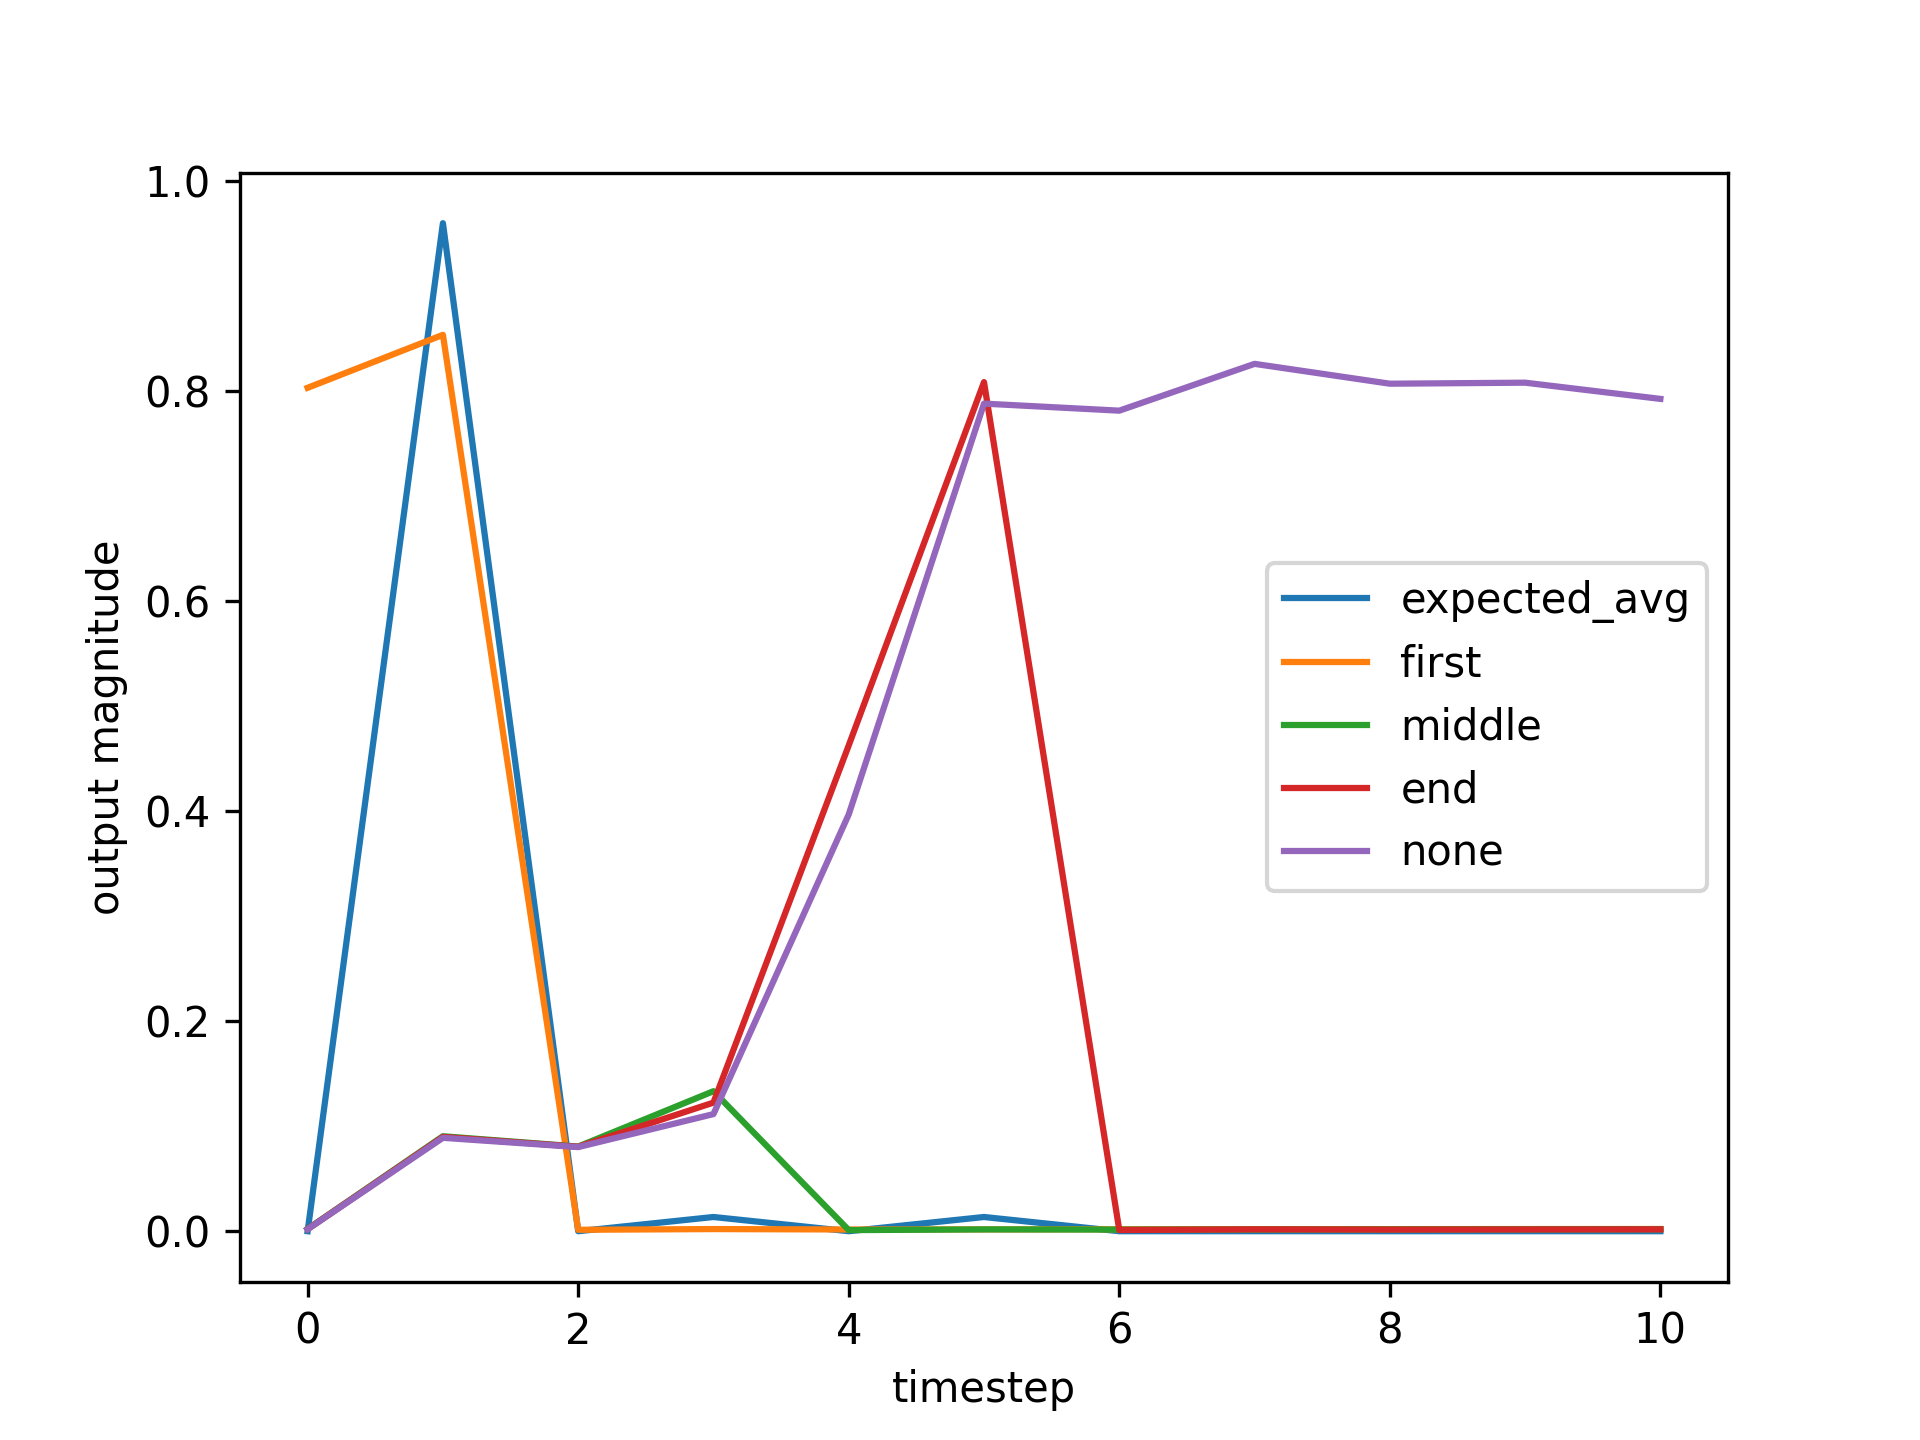 1.0
0.8
0.6
0.4
0.2
0.0
output magnitude
0 2 4 6 8 10
timestep
expected_avg
first
middle
end
none